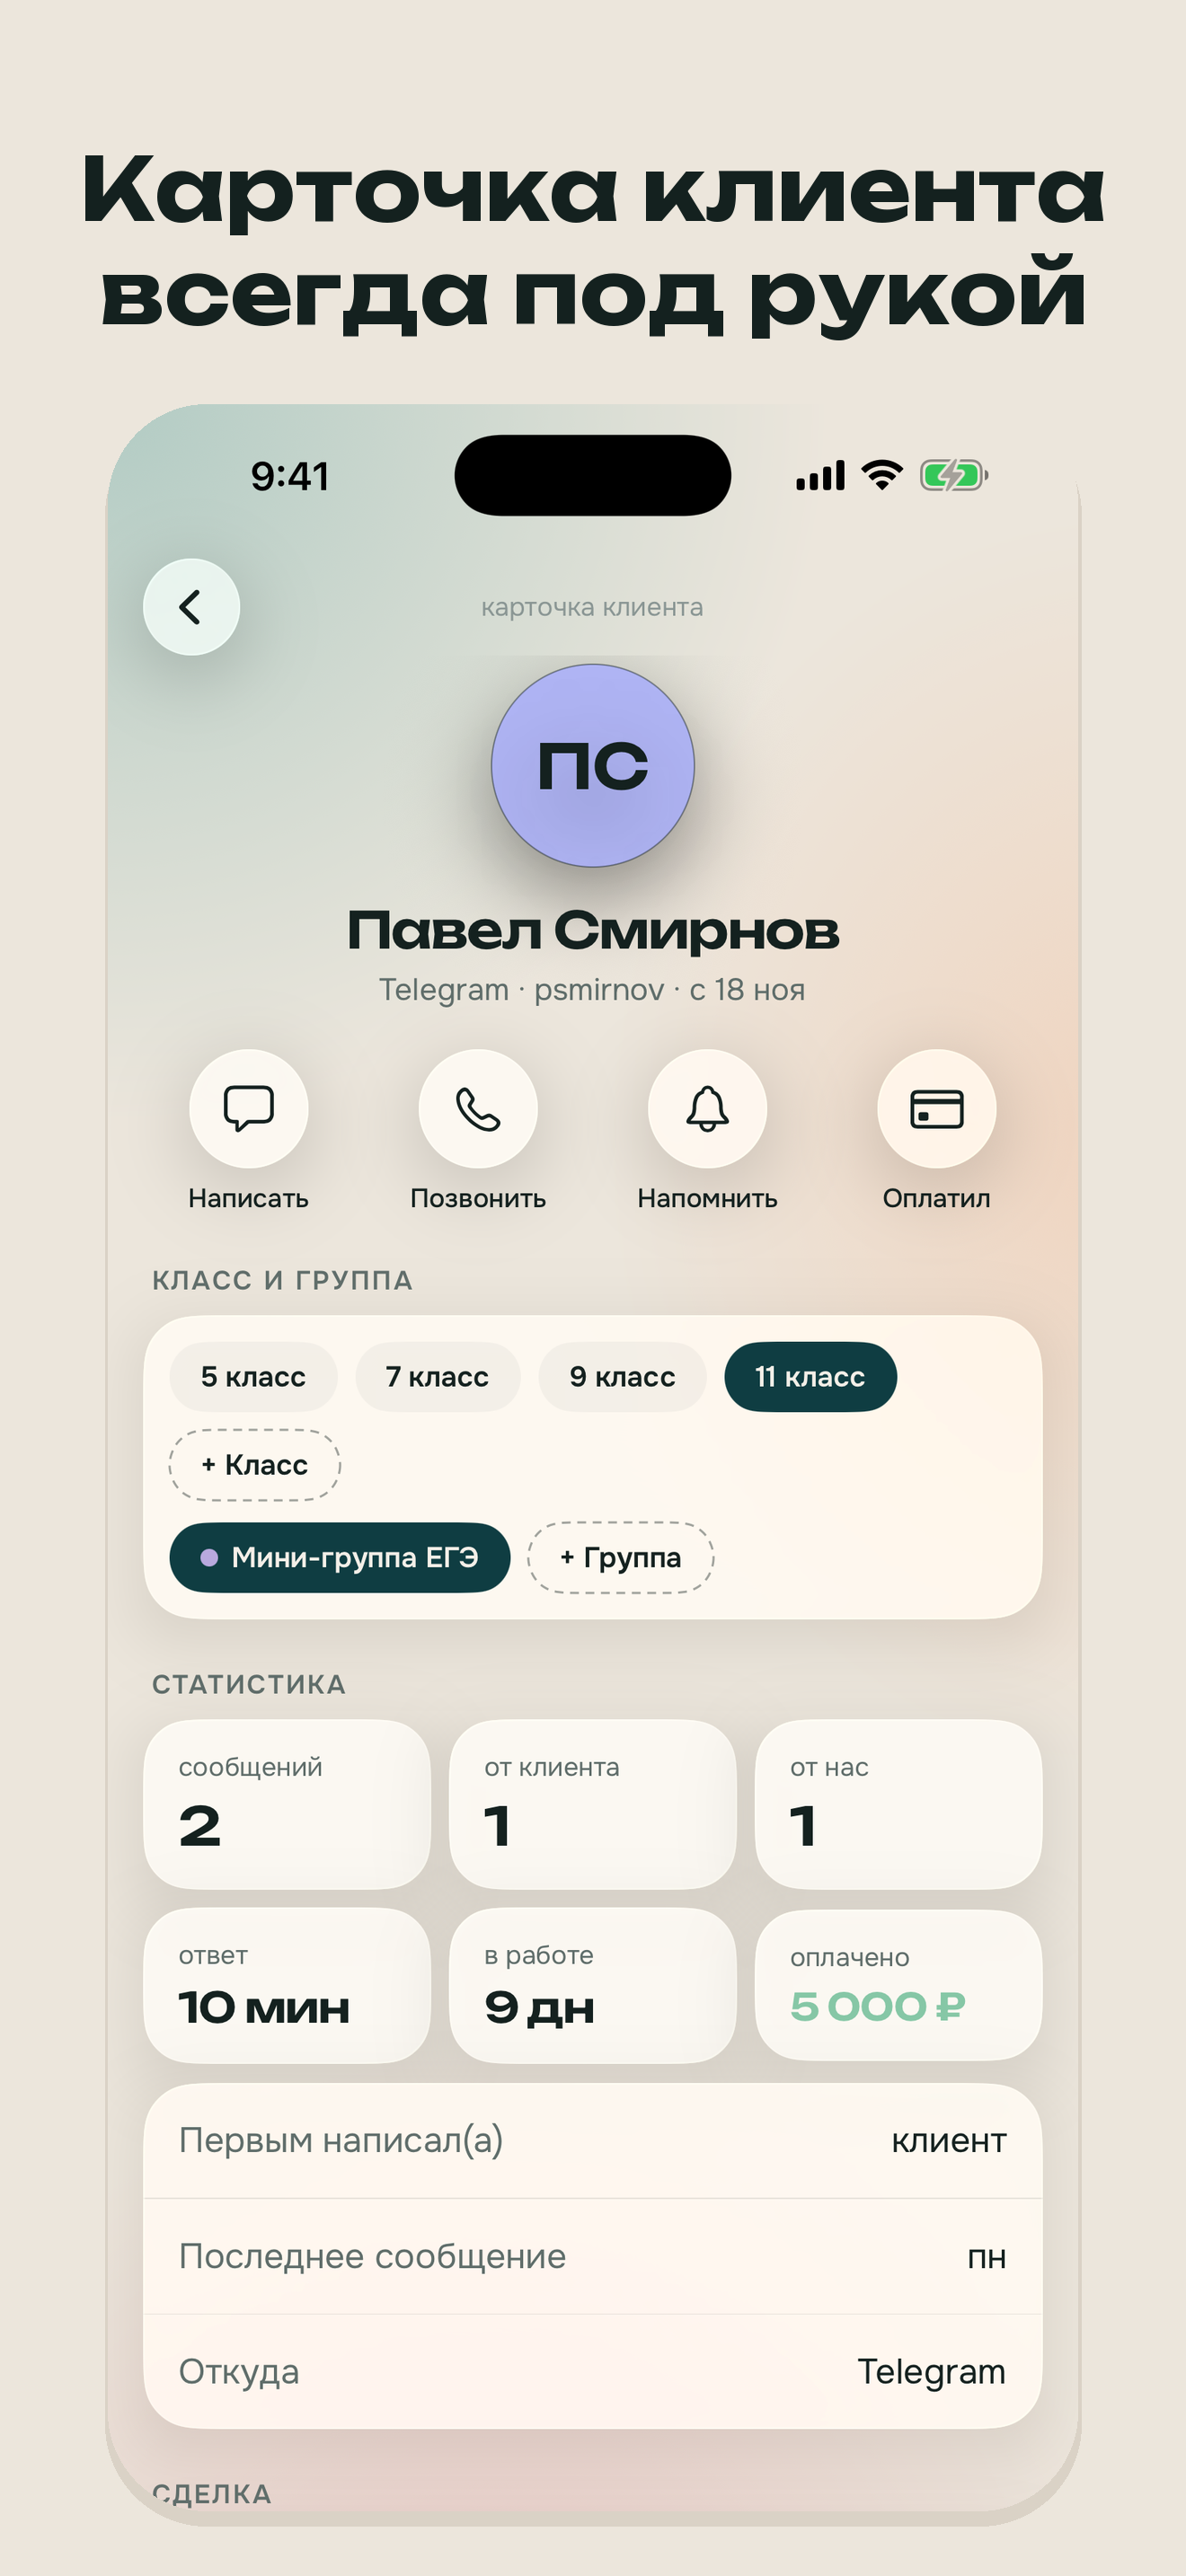 Карточка клиента
всегда под рукой
9:41
карточка клиента
ПС
Павел Смирнов
Telegram · psmirnov · с 18 ноя
Написать Позвонить Напомнить Оплатил
КЛАСС И ГРУППА
5 класс 7 класс 9 класс 11 класс
+ Класс
Мини-группа ЕГЭ + Группа
СТАТИСТИКА
сообщений от клиента от нас
2 1 1
ответ в работе оплачено
10 мин 9 дн 5 000 ₽
Первым написал(а) клиент
Последнее сообщение пн
Откуда Telegram
СДЕЛКА